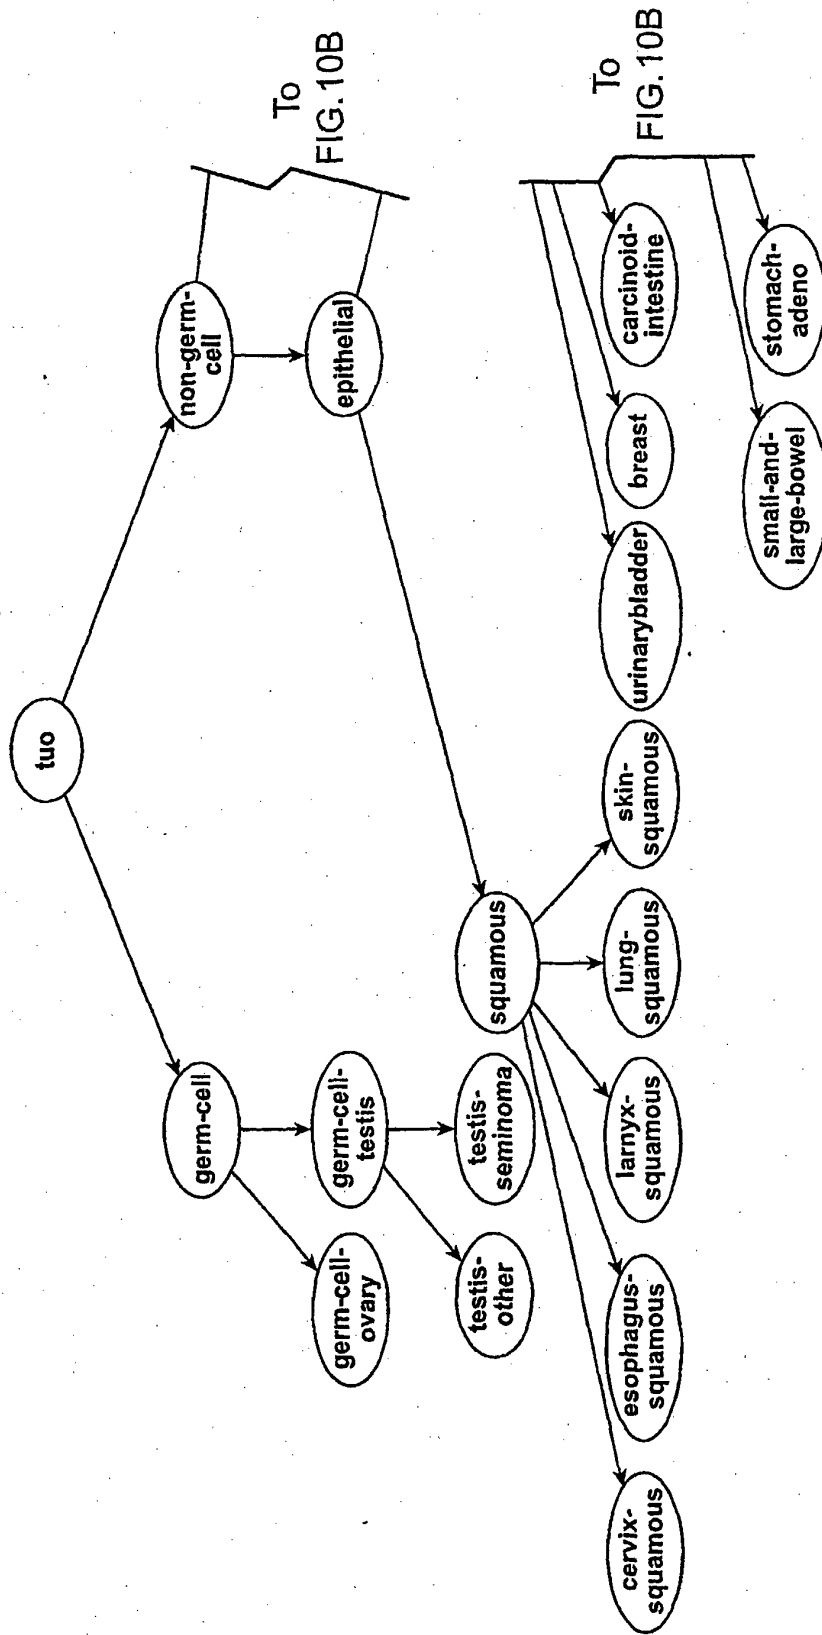 tuo
germ-cell
non-germ-
cell
To
FIG. 10B
germ-cell-
ovary
germ-cell-
testis
epithelial
testis-
other
testis-
seminoma
squamous
To
FIG. 10B
cervix-
squamous
esophagus-
squamous
larnyx-
squamous
lung-
squamous
skin-
squamous
urinarybladder
breast
carcinoid-
intestine
small-and-
large-bowel
stomach-
adeno